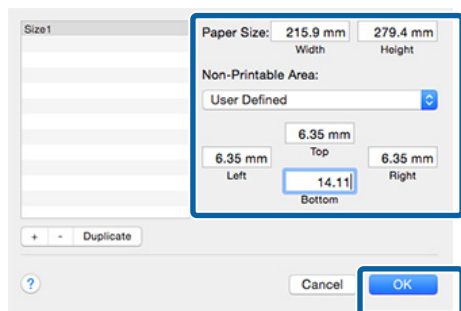 Size1
Paper Size: 215.9 mm 279.4 mm
Width Height
Non-Printable Area:
User Defined
6.35 mm
Top
6.35 mm 6.35 mm
Left Right
14.11
Bottom
+ - Duplicate
? Cancel OK